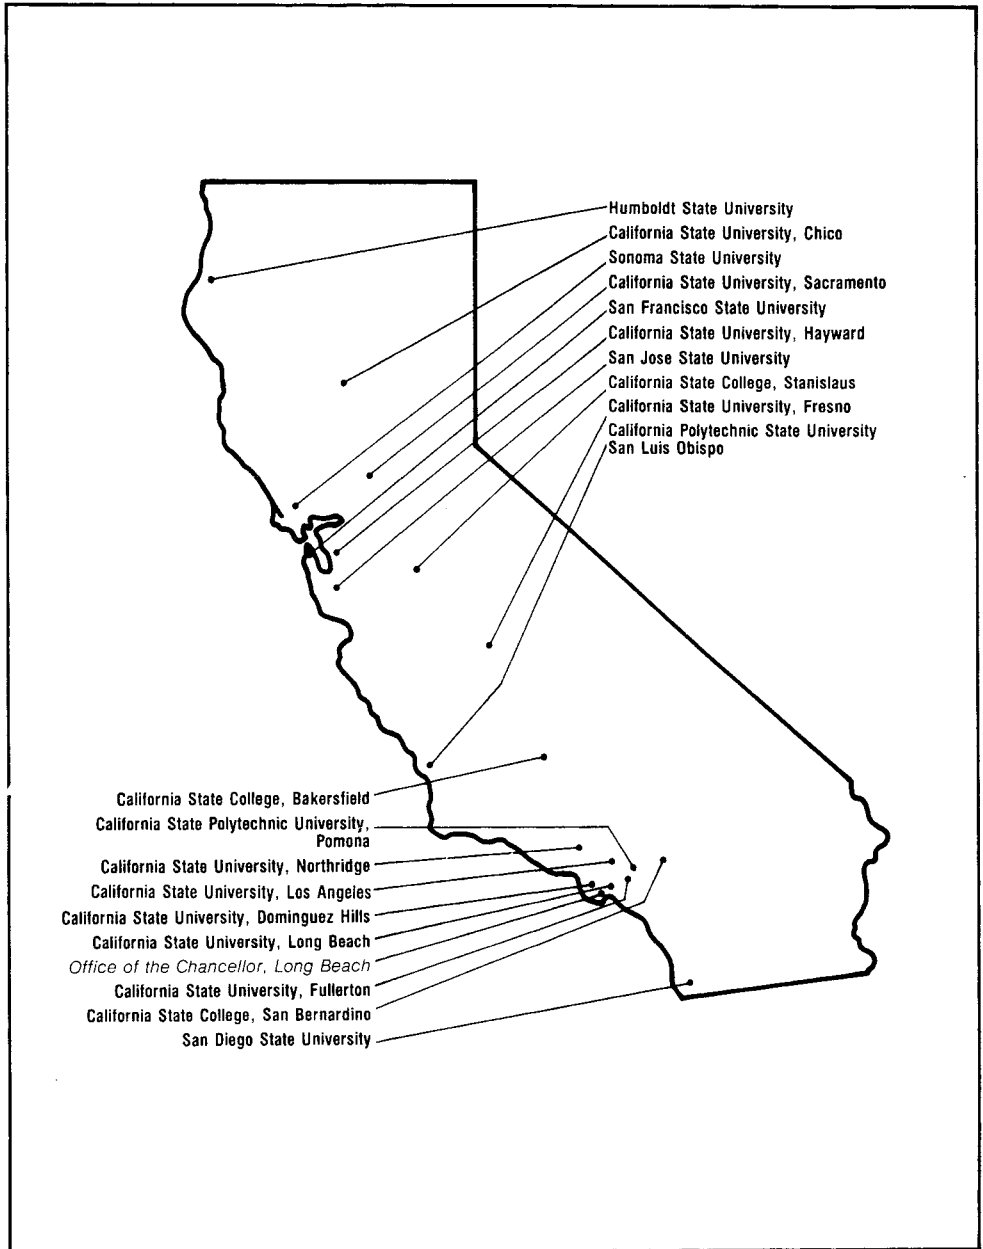 Humboldt State University
California State University, Chico
Sonoma State University
California State University, Sacramento
San Francisco State University
California State University, Hayward
San Jose State University
California State College, Stanislaus
California State University, Fresno
California Polytechnic State University
San Luis Obispo
California State College, Bakersfield
California State Polytechnic University,
Pomona
California State University, Northridge
California State University, Los Angeles
California State University, Dominguez Hills
California State University, Long Beach
Office of the Chancellor, Long Beach
California State University, Fullerton
California State College, San Bernardino
San Diego State University